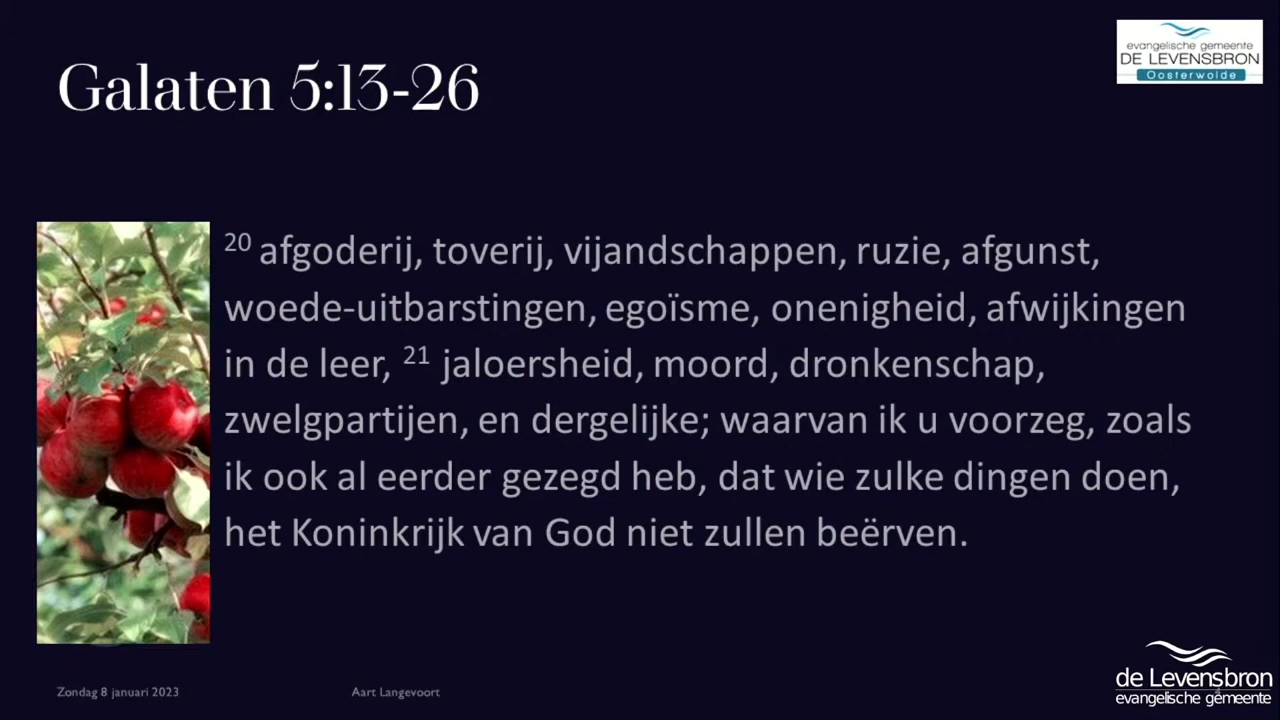 evangelische gemeente
DE LEVENSBRON
Oosterwolde
Galaten 5:13-26
20 afgoderij, toverij, vijandschappen, ruzie, afgunst,
woede-uitbarstingen, egoïsme, onenigheid, afwijkingen
in de leer, 21 jaloersheid, moord, dronkenschap,
zwelgpartijen, en dergelijke; waarvan ik u voorzeg, zoals
ik ook al eerder gezegd heb, dat wie zulke dingen doen,
het Koninkrijk van God niet zullen beërven.
Zondag 8 januari 2023
Aart Langevoort
de Levensbron
evangelische gemeente